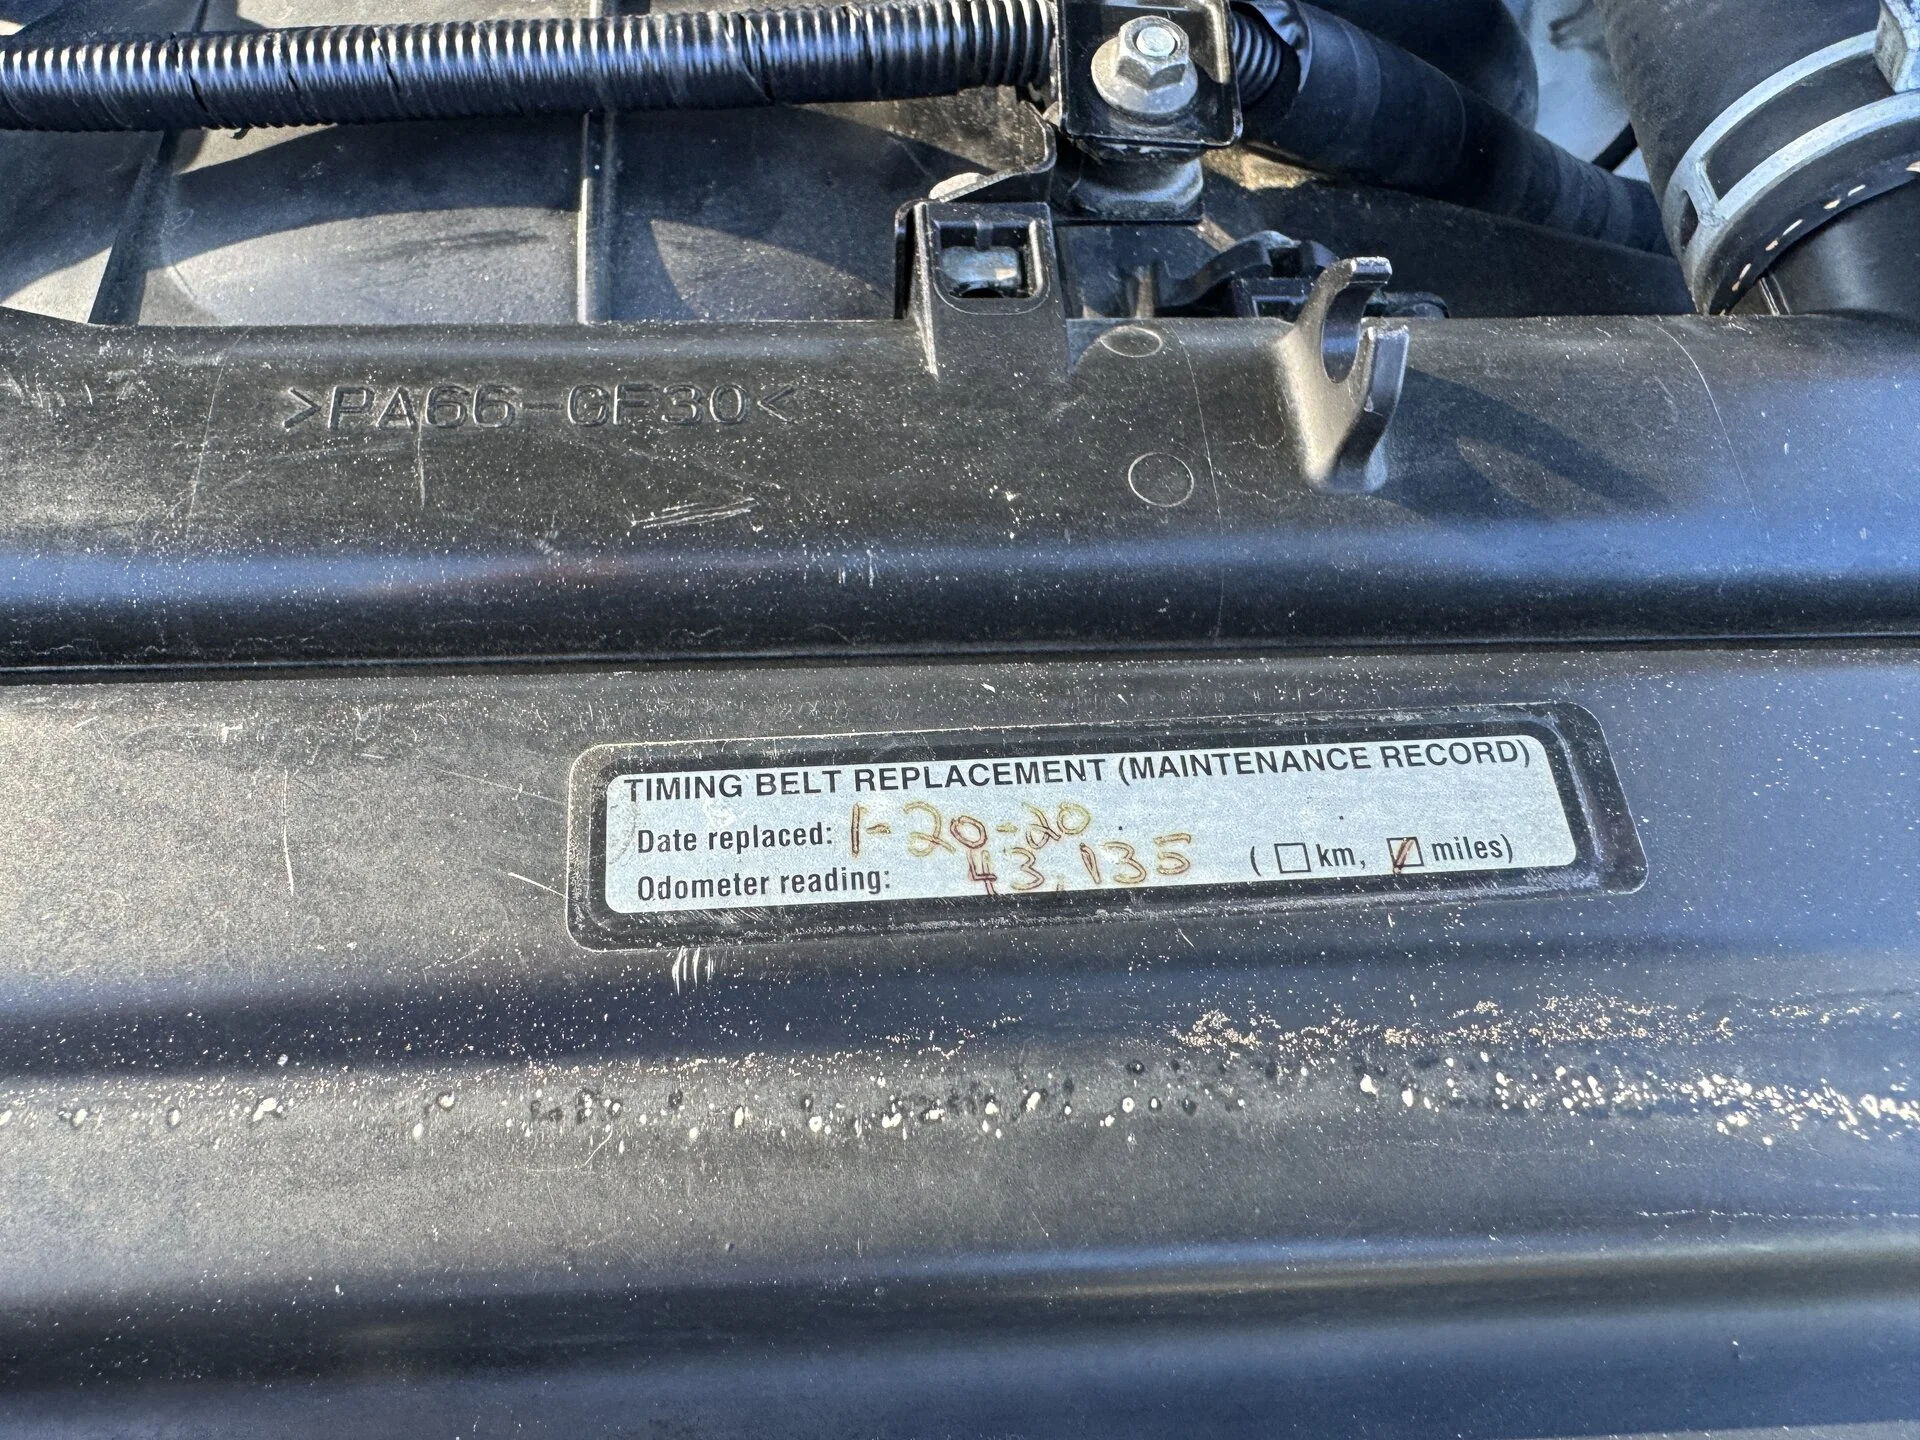 >PA66-GF30<
TIMING BELT REPLACEMENT (MAINTENANCE RECORD)
Date replaced: 1-20-20
Odometer reading: 43,135 ( □ km, ☑ miles)